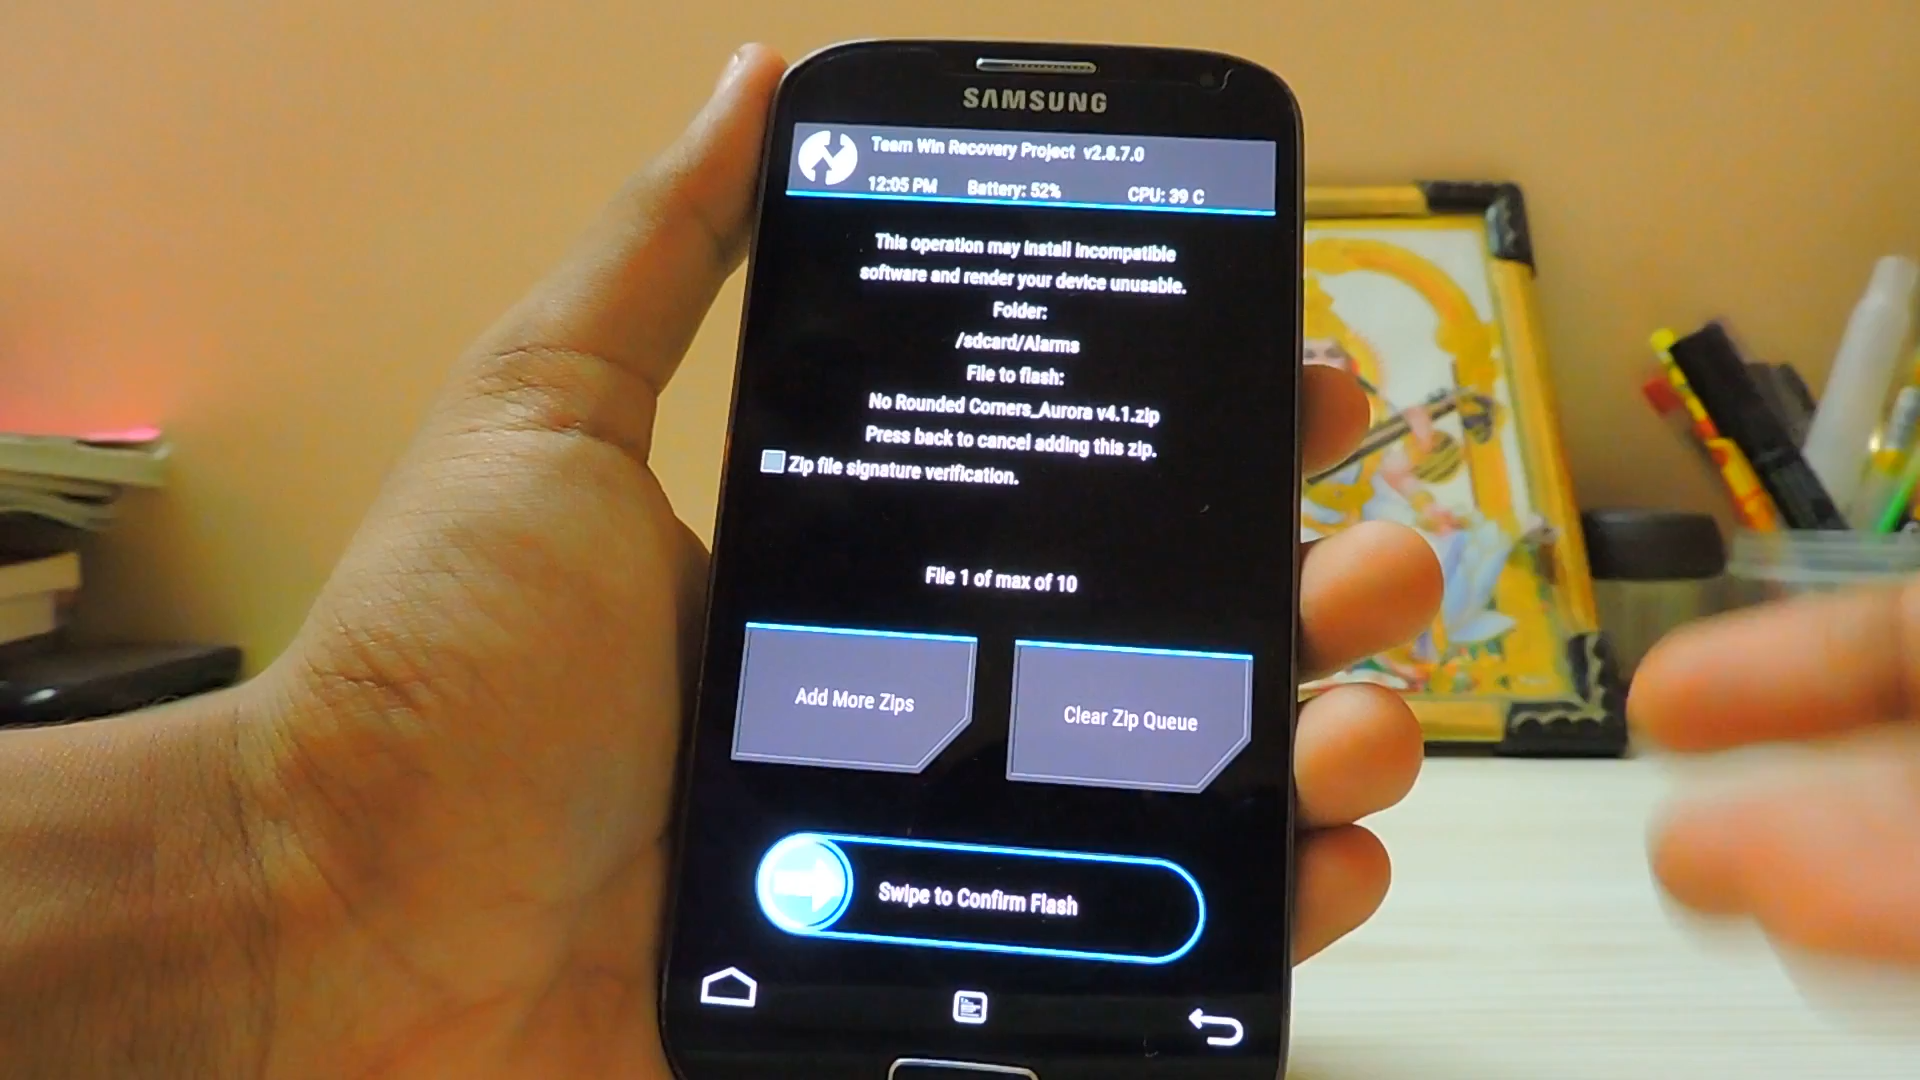 SAMSUNG
Team Win Recovery Project v2.8.7.0
12:05 PM Battery: 52% CPU: 39 C
This operation may install incompatible
software and render your device unusable.
Folder:
/sdcard/Alarms
File to flash:
No Rounded Corners_Aurora v4.1.zip
Press back to cancel adding this zip.
Zip file signature verification.
File 1 of max of 10
Add More Zips
Clear Zip Queue
Swipe to Confirm Flash